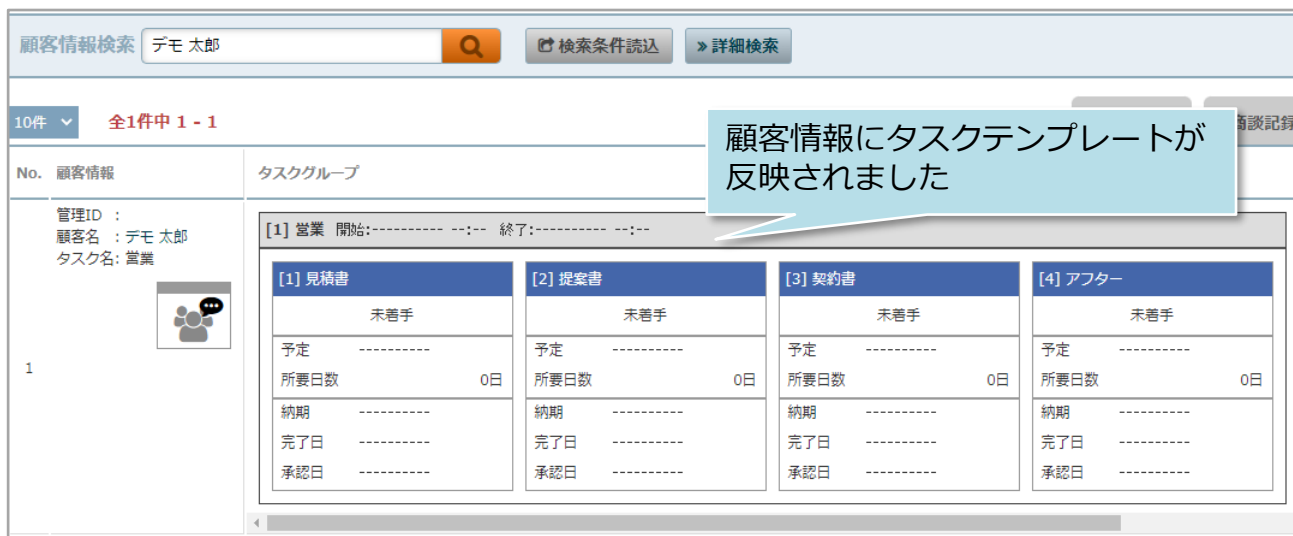 顧客情報検索 デモ 太郎 検索条件読込 » 詳細検索
10件 全1件中 1 - 1
商談記録
顧客情報にタスクテンプレートが
反映されました
No. 顧客情報 タスクグループ
管理ID :
顧客名 : デモ 太郎
タスク名: 営業
1
[1] 営業 開始:---------- --:-- 終了:---------- --:--
[1] 見積書 [2] 提案書 [3] 契約書 [4] アフター
未着手 未着手 未着手 未着手
予定 ---------- 予定 ---------- 予定 ---------- 予定 ----------
所要日数 0日 所要日数 0日 所要日数 0日 所要日数 0日
納期 ---------- 納期 ---------- 納期 ---------- 納期 ----------
完了日 ---------- 完了日 ---------- 完了日 ---------- 完了日 ----------
承認日 ---------- 承認日 ---------- 承認日 ---------- 承認日 ----------